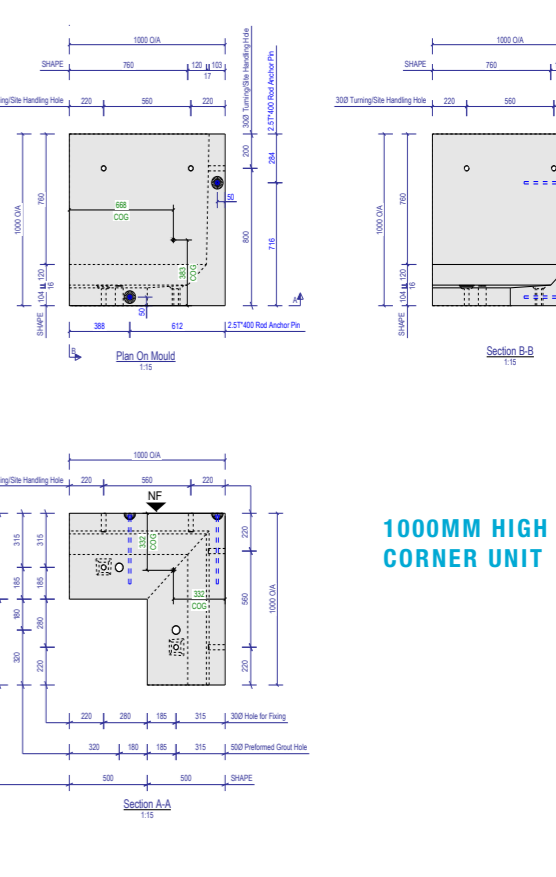 1000 O/A
SHAPE 760 120 103
17
ning/Site Handling Hole 220 560 220
30Ø Turning/Site Handling Hole
2.5T*400 Rod Anchor Pin
200
284
50
800
716
1000 O/A
760
120
16
104
SHAPE
668
COG
383
COG
50
A
388 612 2.5T*400 Rod Anchor Pin
B
Plan On Mould
1:15
1000 O/A
SHAPE 760
30Ø Turning/Site Handling Hole 220 560
1000 O/A
760
120
16
104
SHAPE
Section B-B
1:15
1000 O/A
ning/Site Handling Hole 220 560 220
NF
315
315
185
185
180
280
320
220
332
COG
332
COG
220
560
220
1000 O/A
220 280 185 315 30Ø Hole for Fixing
320 180 185 315 50Ø Preformed Grout Hole
500 500 SHAPE
Section A-A
1:15
1000MM HIGH
CORNER UNIT